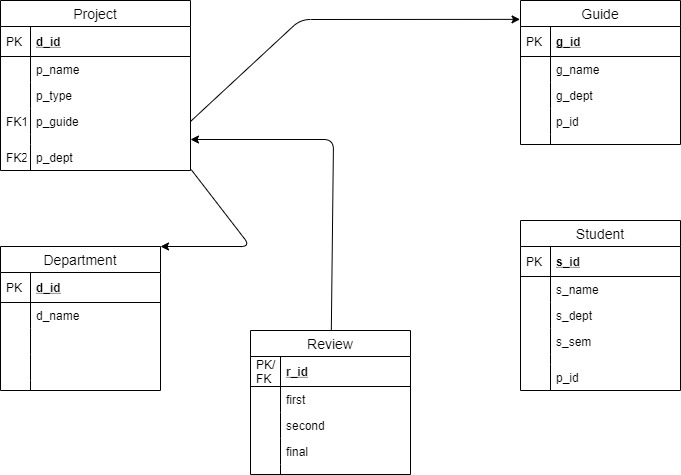 Project
PK d_id
p_name
p_type
FK1 p_guide
FK2 p_dept
Guide
PK g_id
g_name
g_dept
p_id
Department
PK d_id
d_name
Student
PK s_id
s_name
s_dept
s_sem
p_id
Review
PK/
FK r_id
first
second
final